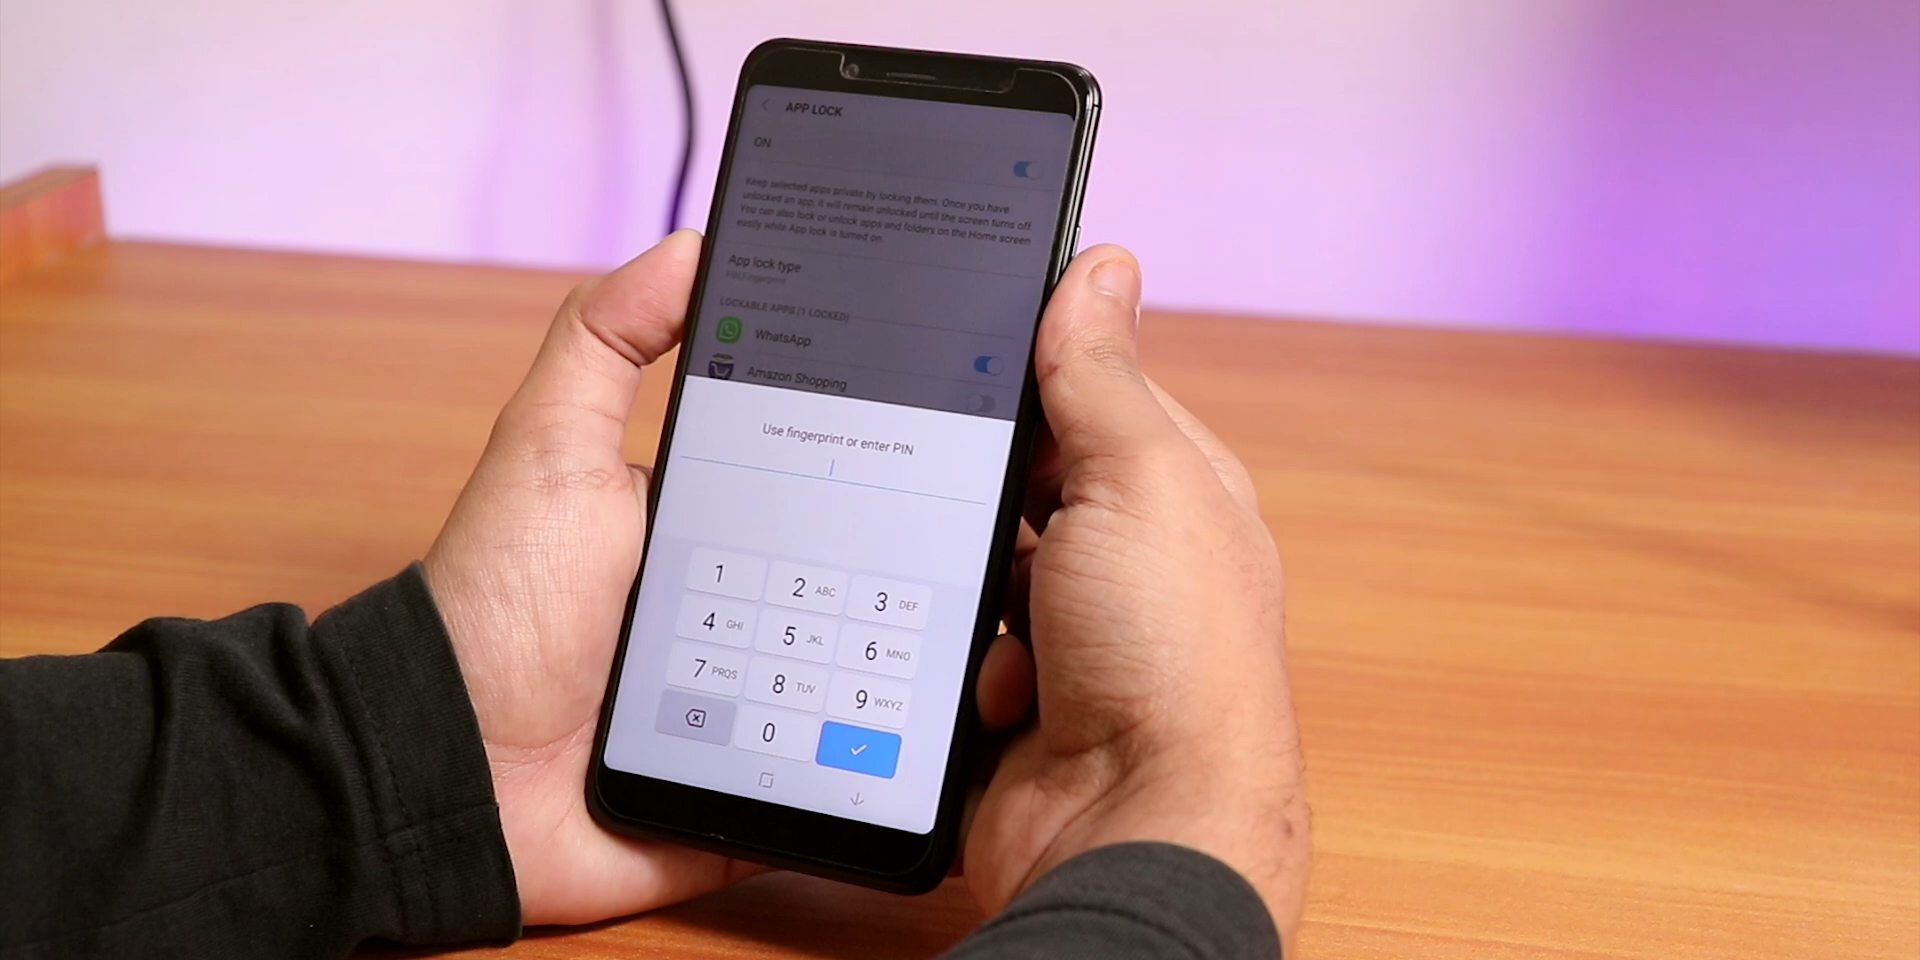 APP LOCK
ON
Keep selected apps private by locking them. Once you have
unlocked an app, it will remain unlocked until the screen turns off.
You can also lock or unlock apps and folders on the Home screen
easily while App lock is turned on.
App lock type
PIN, Fingerprint
LOCKABLE APPS (1 LOCKED)
WhatsApp
Amazon Shopping
Use fingerprint or enter PIN
1 2 ABC 3 DEF
4 GHI 5 JKL 6 MNO
7 PRQS 8 TUV 9 WXYZ
0